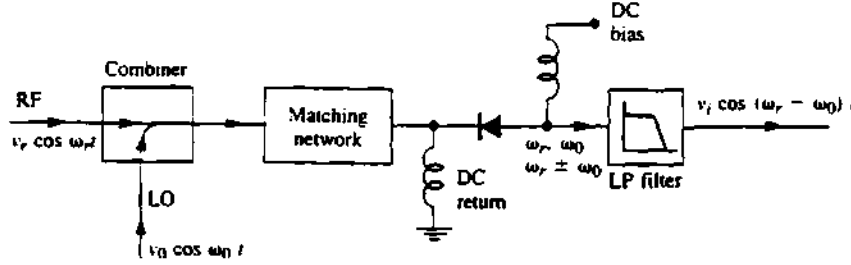 DC
bias
Combiner
RF
v_r cos ω_r t
Matching
network
v_i cos (ω_r − ω_0)
ω_r, ω_0
ω_r ± ω_0
LP filter
DC
return
LO
v_0 cos ω_0 t